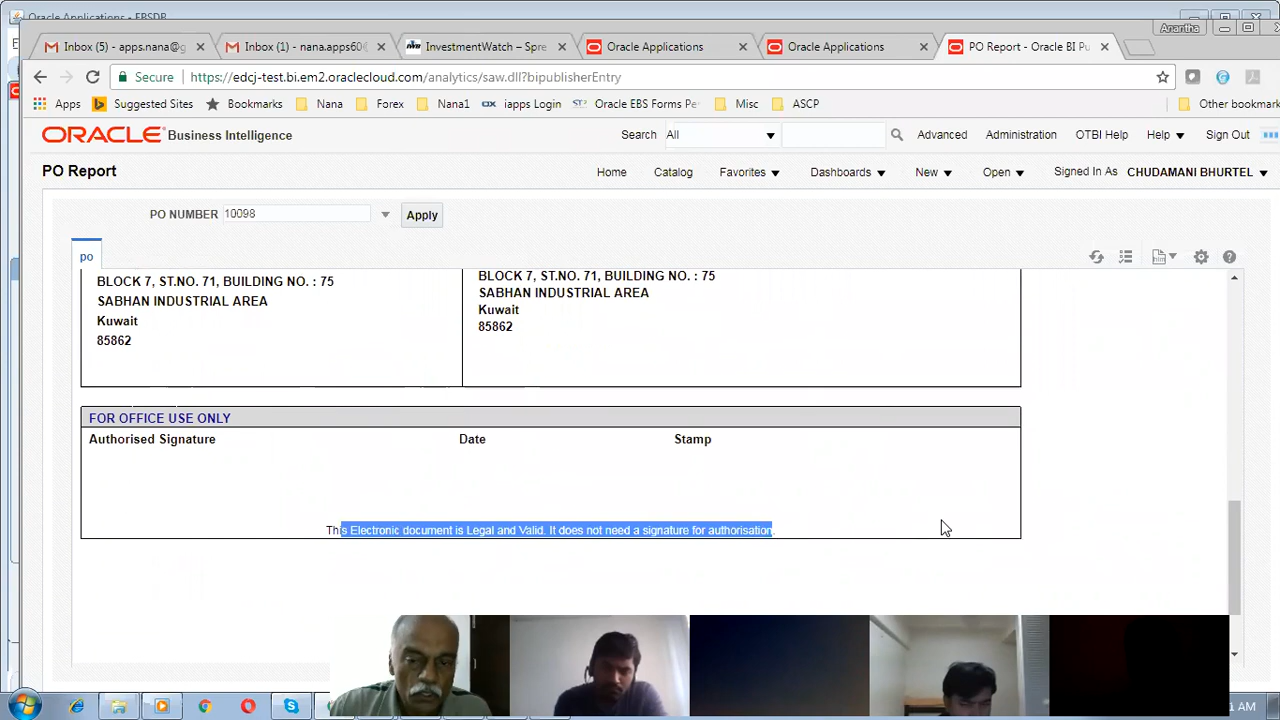 Oracle Applications - EBSDB
Anantha
Inbox (5) - apps.nana@g
Inbox (1) - nanaapps60
InvestmentWatch – Spre
Oracle Applications
Oracle Applications
PO Report - Oracle BI Pu
Secure
https://edcj-test.bi.em2.oraclecloud.com/analytics/saw.dll?bipublisherEntry
Apps
Suggested Sites
Bookmarks
Nana
Forex
Nana1
iapps Login
Oracle EBS Forms Pe
Misc
ASCP
Other bookmark
ORACLE Business Intelligence
Search
All
Advanced
Administration
OTBI Help
Help
Sign Out
PO Report
Home
Catalog
Favorites
Dashboards
New
Open
Signed In As CHUDAMANI BHURTEL
PO NUMBER
10098
Apply
po
BLOCK 7, ST.NO. 71, BUILDING NO. : 75
SABHAN INDUSTRIAL AREA
Kuwait
85862
BLOCK 7, ST.NO. 71, BUILDING NO. : 75
SABHAN INDUSTRIAL AREA
Kuwait
85862
FOR OFFICE USE ONLY
Authorised Signature
Date
Stamp
This Electronic document is Legal and Valid. It does not need a signature for authorisation.
1 AM